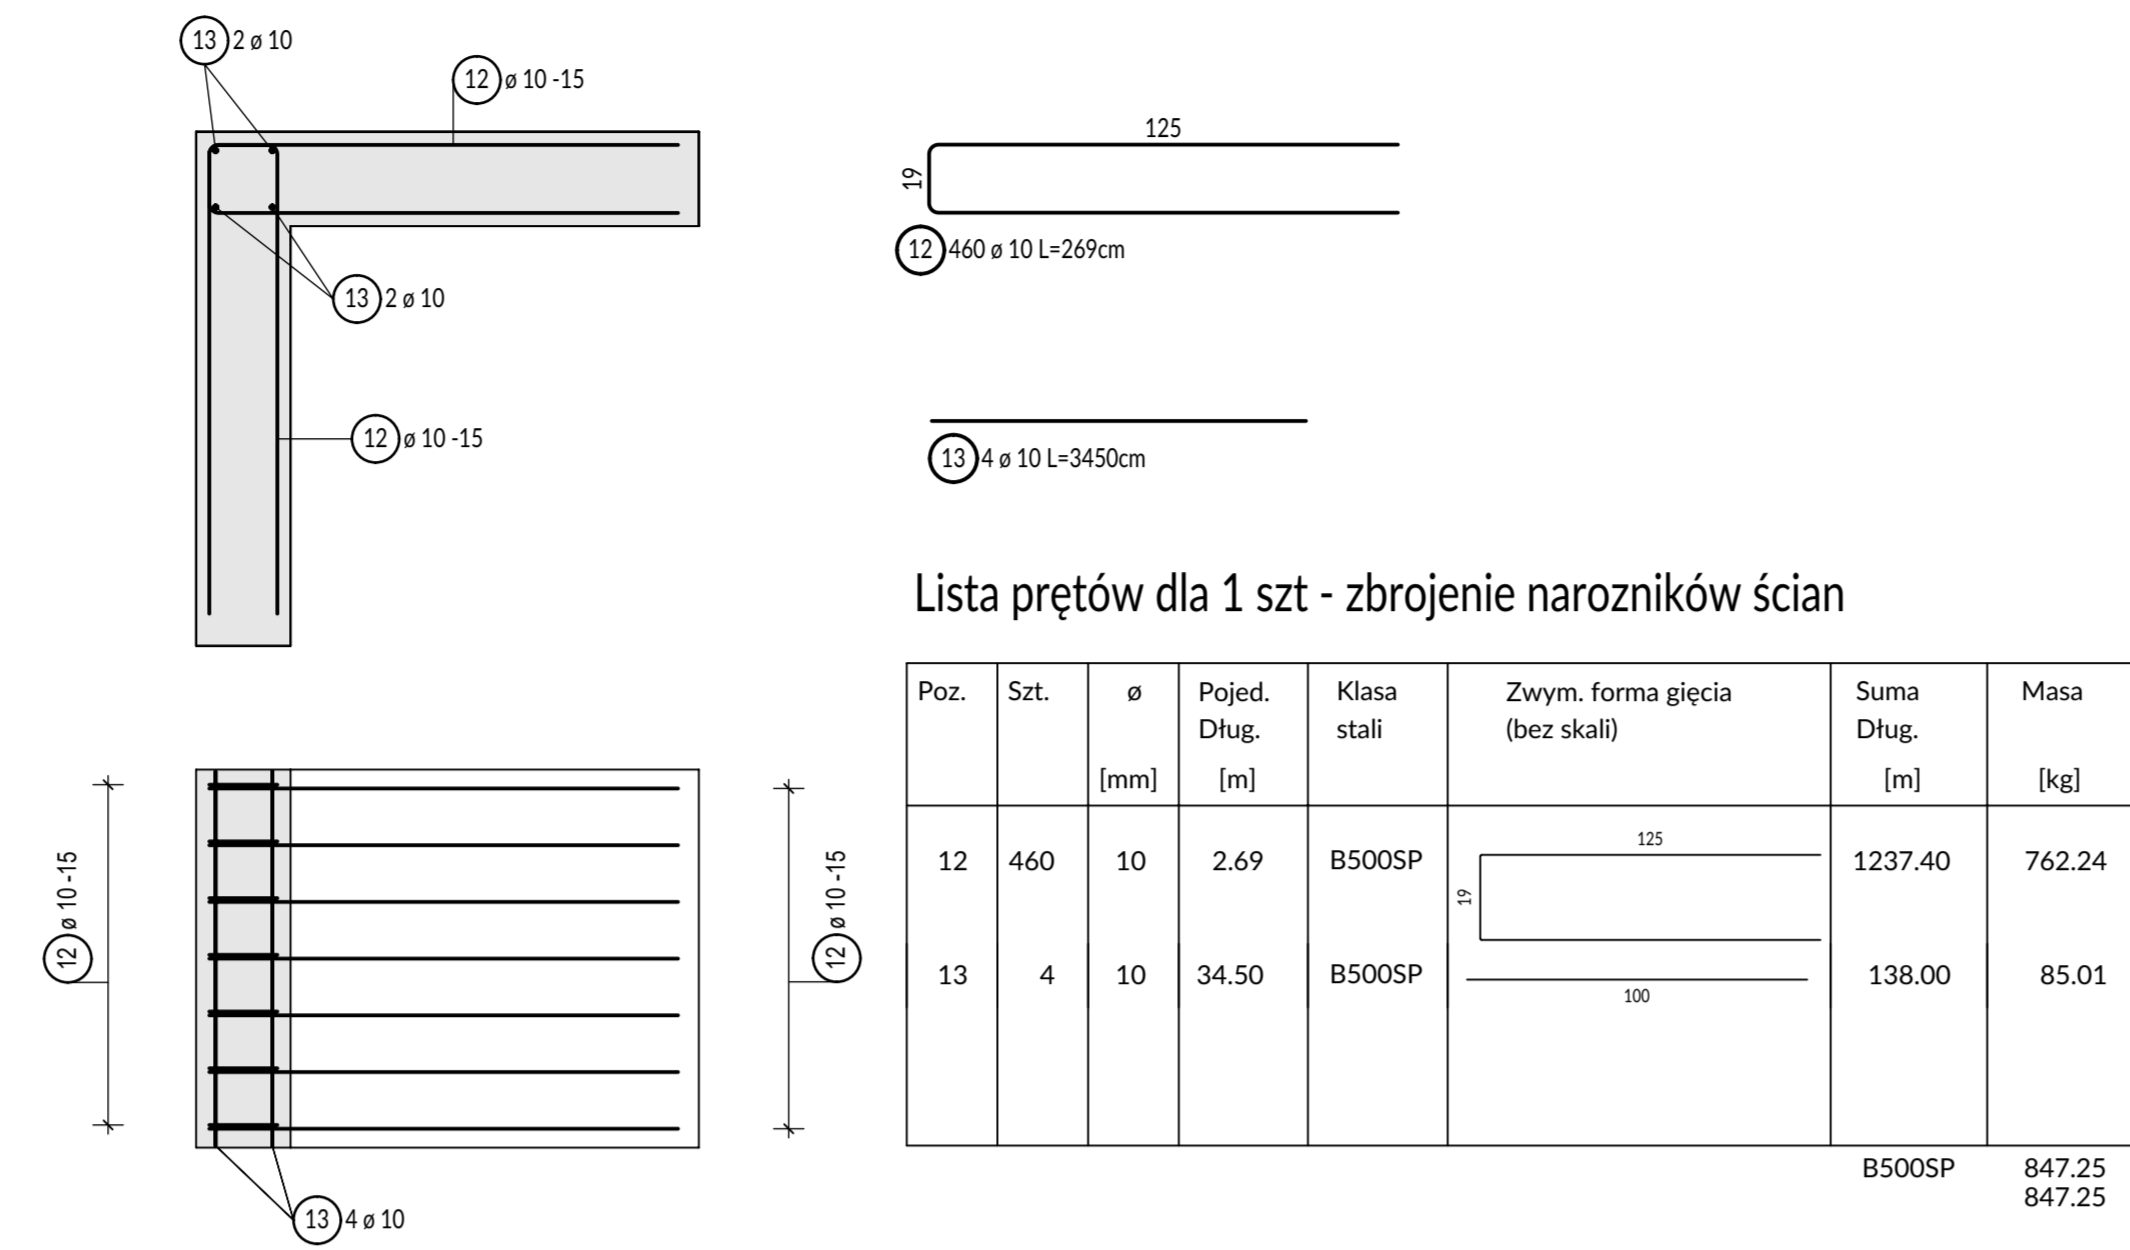 13 2 ø 10
12 ø 10 -15
13 2 ø 10
12 ø 10 -15
125
19
12 460 ø 10 L=269cm
13 4 ø 10 L=3450cm
12 ø 10 -15
12 ø 10 -15
13 4 ø 10
Lista prętów dla 1 szt - zbrojenie narozników ścian
Poz. Szt. ø Pojed. Klasa Zwym. forma gięcia Suma Masa
Dług. stali (bez skali) Dług.
[mm] [m] [m] [kg]
125
12 460 10 2.69 B500SP 1237.40 762.24
19
13 4 10 34.50 B500SP 138.00 85.01
100
B500SP 847.25
847.25